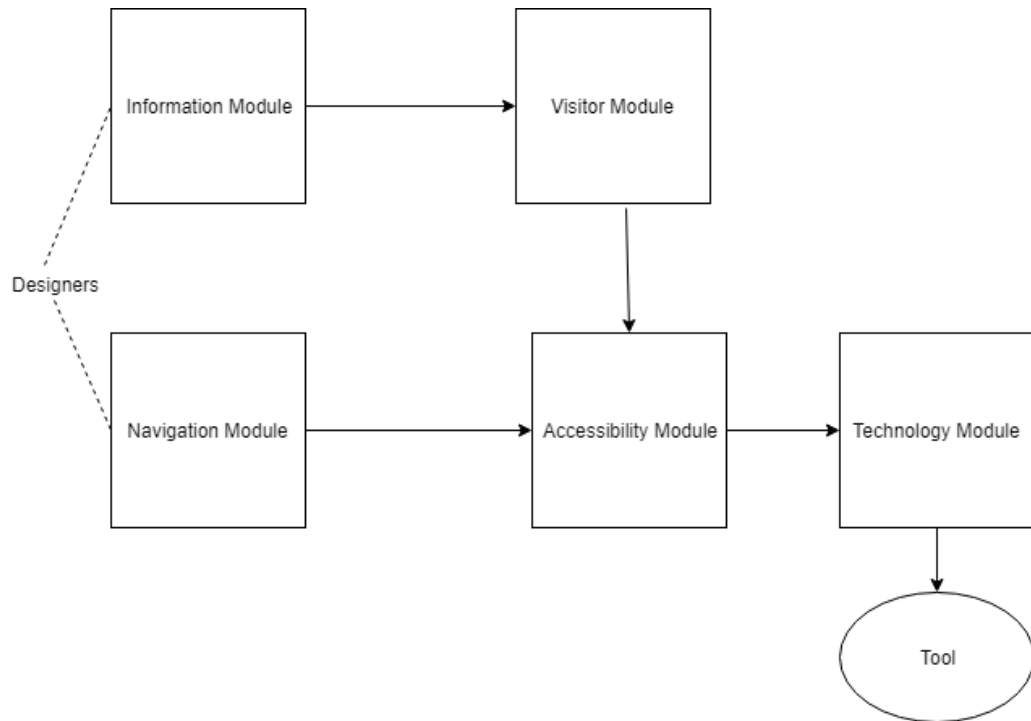 Information Module
Visitor Module
Designers
Navigation Module
Accessibility Module
Technology Module
Tool